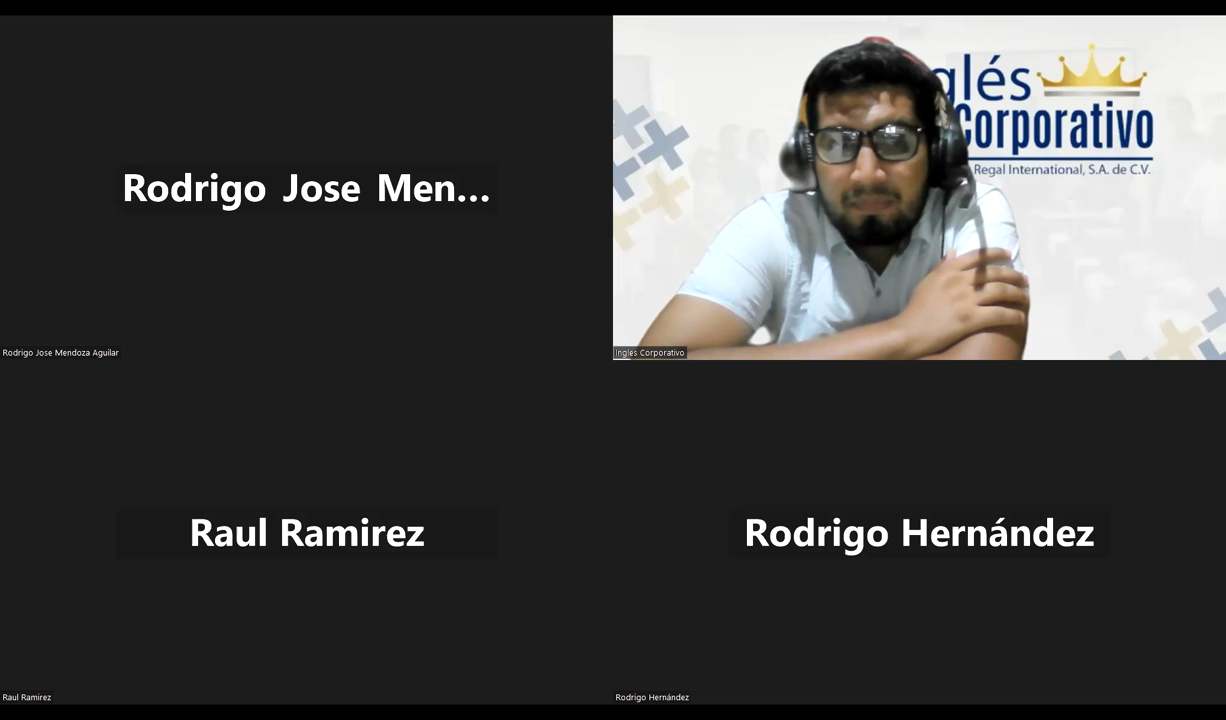 Rodrigo Jose Men...
Rodrigo Jose Mendoza Aguilar
glés
Corporativo
Regal International, S.A. de C.V.
Ingles Corporativo
Raul Ramirez
Raul Ramirez
Rodrigo Hernández
Rodrigo Hernández